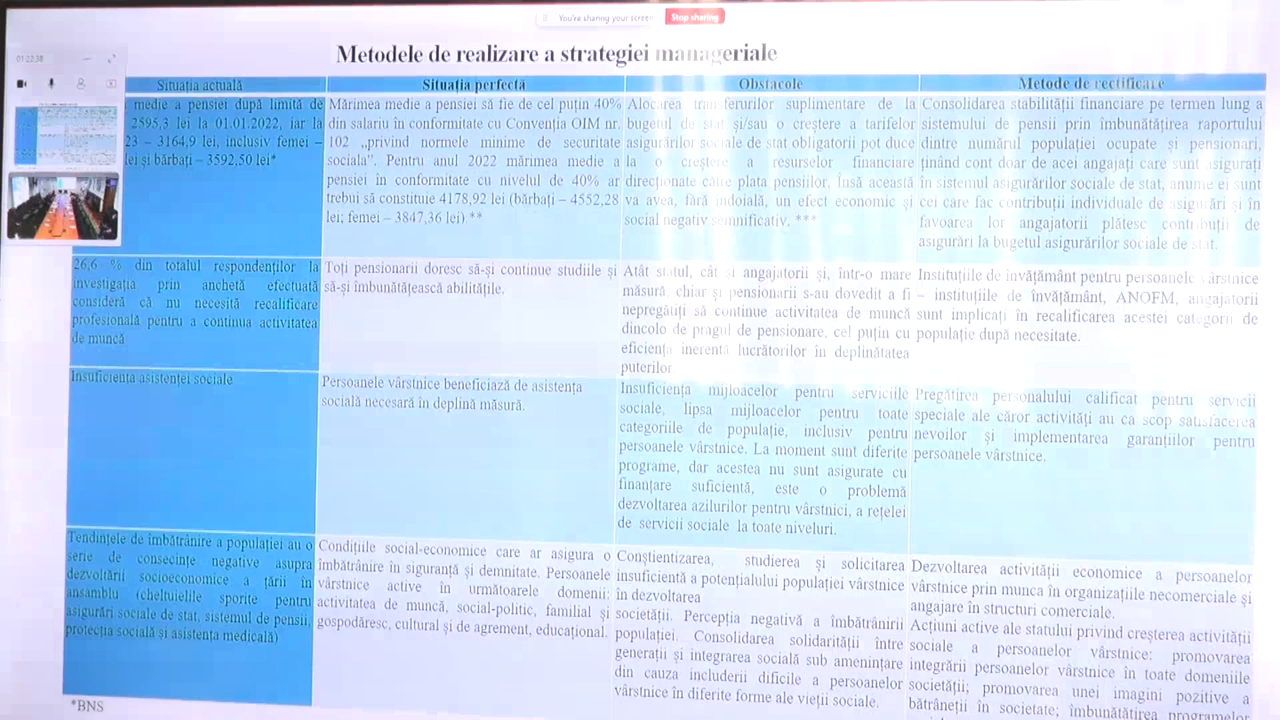 You're sharing your screen
Stop sharing
01:22:38
Metodele de realizare a strategiei manageriale
Situația actuală
medie a pensiei după limită de
2595,3 lei la 01.01.2022, iar la
23 – 3164,9 lei, inclusiv femei –
lei și bărbați – 3592,50 lei*
26,6 % din totalul respondenților la
investigația prin anchetă efectuată
consideră că nu necesită recalificare
profesională pentru a continua activitatea
de muncă
Insuficiența asistenței sociale
Tendințele de îmbătrânire a populației au o
serie de consecințe negative asupra
dezvoltării socioeconomice a țării în
ansamblu (cheltuielile sporite pentru
asigurări sociale de stat, sistemul de pensii,
protecția socială și asistența medicală)
Situația perfectă
Mărimea medie a pensiei să fie de cel puțin 40%
din salariu în conformitate cu Convenția OIM nr.
102 „privind normele minime de securitate
sociala”. Pentru anul 2022 mărimea medie a
pensiei în conformitate cu nivelul de 40% ar
trebui să constituie 4178,92 lei (bărbați – 4552,28
lei; femei – 3847,36 lei) **
Toți pensionarii doresc să-și continue studiile și
să-și îmbunătățească abilitățile.
Persoanele vârstnice beneficiază de asistența
socială necesară în deplină măsură.
Condițiile social-economice care ar asigura o
îmbătrânire în siguranță și demnitate. Persoanele
vârstnice active în următoarele domenii:
activitatea de muncă, social-politic, familial și
gospodăresc, cultural și de agrement, educațional.
Obstacole
Alocarea transferurilor suplimentare de la
bugetul de stat și/sau o creștere a tarifelor
asigurărilor sociale de stat obligatorii pot duce
la o creștere a resurselor financiare
direcționate către plata pensiilor. Însă aceasta
va avea, fără îndoială, un efect economic și
social negativ semnificativ. ***
Atât statul, cât și angajatorii și, într-o mare
măsură, chiar și pensionarii s-au dovedit a fi
nepregătiți să continue activitatea de muncă
dincolo de pragul de pensionare, cel puțin cu
eficiența inerentă lucrătorilor în deplinătatea
puterilor
Insuficiența mijloacelor pentru serviciile
sociale, lipsa mijloacelor pentru toate
categoriile de populație, inclusiv pentru
persoanele vârstnice. La moment sunt diferite
programe, dar acestea nu sunt asigurate cu
finanțare suficientă, este o problemă
dezvoltarea azilurilor pentru vârstnici, a rețelei
de servicii sociale la toate niveluri.
Conștientizarea, studierea și solicitarea
insuficientă a potențialului populației vârstnice
în dezvoltarea
societății. Percepția negativă a îmbătrânirii
populației. Consolidarea solidarității între
generații și integrarea socială sub amenințare
din cauza includerii dificile a persoanelor
vârstnice în diferite forme ale vieții sociale.
Metode de rectificare
Consolidarea stabilității financiare pe termen lung a
sistemului de pensii prin îmbunătățirea raportului
dintre numărul populației ocupate și pensionari,
ținând cont doar de acei angajați care sunt asigurați
în sistemul asigurărilor sociale de stat, anume ei sunt
cei care fac contribuții individuale de asigurări și în
favoarea lor angajatorii plătesc contribuții de
asigurări la bugetul asigurărilor sociale de stat.
Instituțiile de învățământ pentru persoanele vârstnice
– instituțiile de învățământ, ANOFM, angajatorii
sunt implicați în recalificarea acestei categorii de
populație după necesitate.
Pregătirea personalului calificat pentru servicii
speciale ale căror activități au ca scop satisfacerea
nevoilor și implementarea garanțiilor pentru
persoanele vârstnice.
Dezvoltarea activității economice a persoanelor
vârstnice prin munca în organizațiile necomerciale și
angajare în structuri comerciale.
Acțiuni active ale statului privind creșterea activității
sociale a persoanelor vârstnice: promovarea
integrării persoanelor vârstnice în toate domeniile
societății; promovarea unei imagini pozitive a
bătrâneții în societate; îmbunătățirea programelor
*BNS